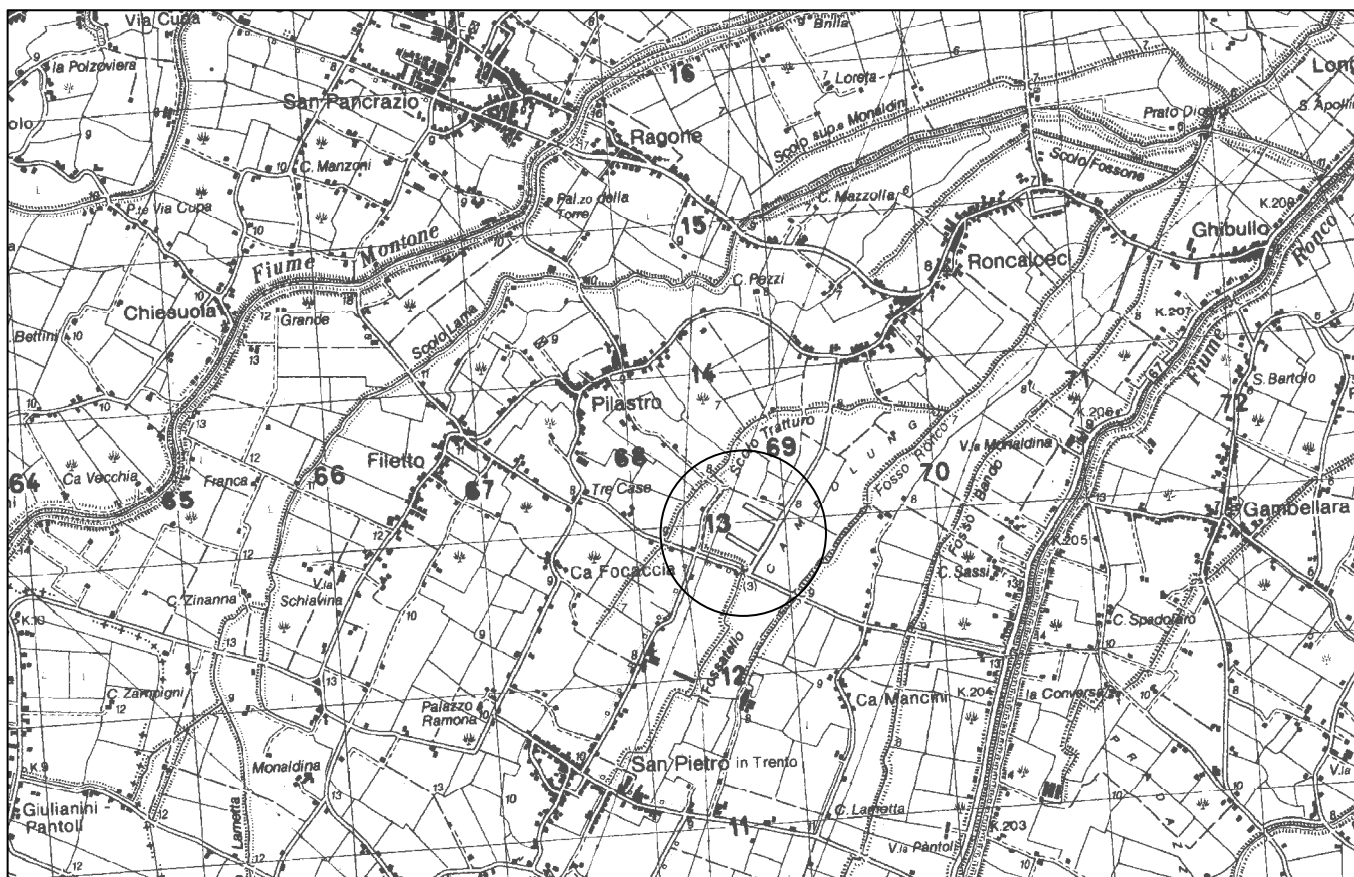 Via Cupa
la Polzoviera
San Pancrazio
16
Brilla
Loreta
Ragone
Scolo sup.e Monaldini
Prato
S. Apolli
C. Manzoni
P.te Via Cupa
Pal.zo della
Torre
15
C. Mazzolla
Scolo Fossone
K.208
Ghibullo
Ronco
Fiume Montone
Roncalceci
C. Pezzi
Chiesuola
Grande
Bettini
Scolo Lama
K.207
Fiume
14
71
S. Bartolo
Pilastro
72
K.206
Scolo Tratturo
V.la Monaldina
Filetto
68
69
Fosso Ronco
70
64
Ca Vecchia
65
Franca
66
67
Tre Case
CAMPOLUNGO
Fosso Bando
Gambellara
13
K.205
Ca Focaccia
(3)
C. Sassi
C. Zinanna
V.la
Schiavina
K.10
C. Spadolaro
Fossatello
12
C. Zampigni
Palazzo
Ramona
Ca Mancini
K.204
la Conversa
Monaldina
San Pietro in Trento
K.9
Giulianini -
Pantoli
Lametta
11
C. Lametta
K.203
V.la Pantoli
V.la